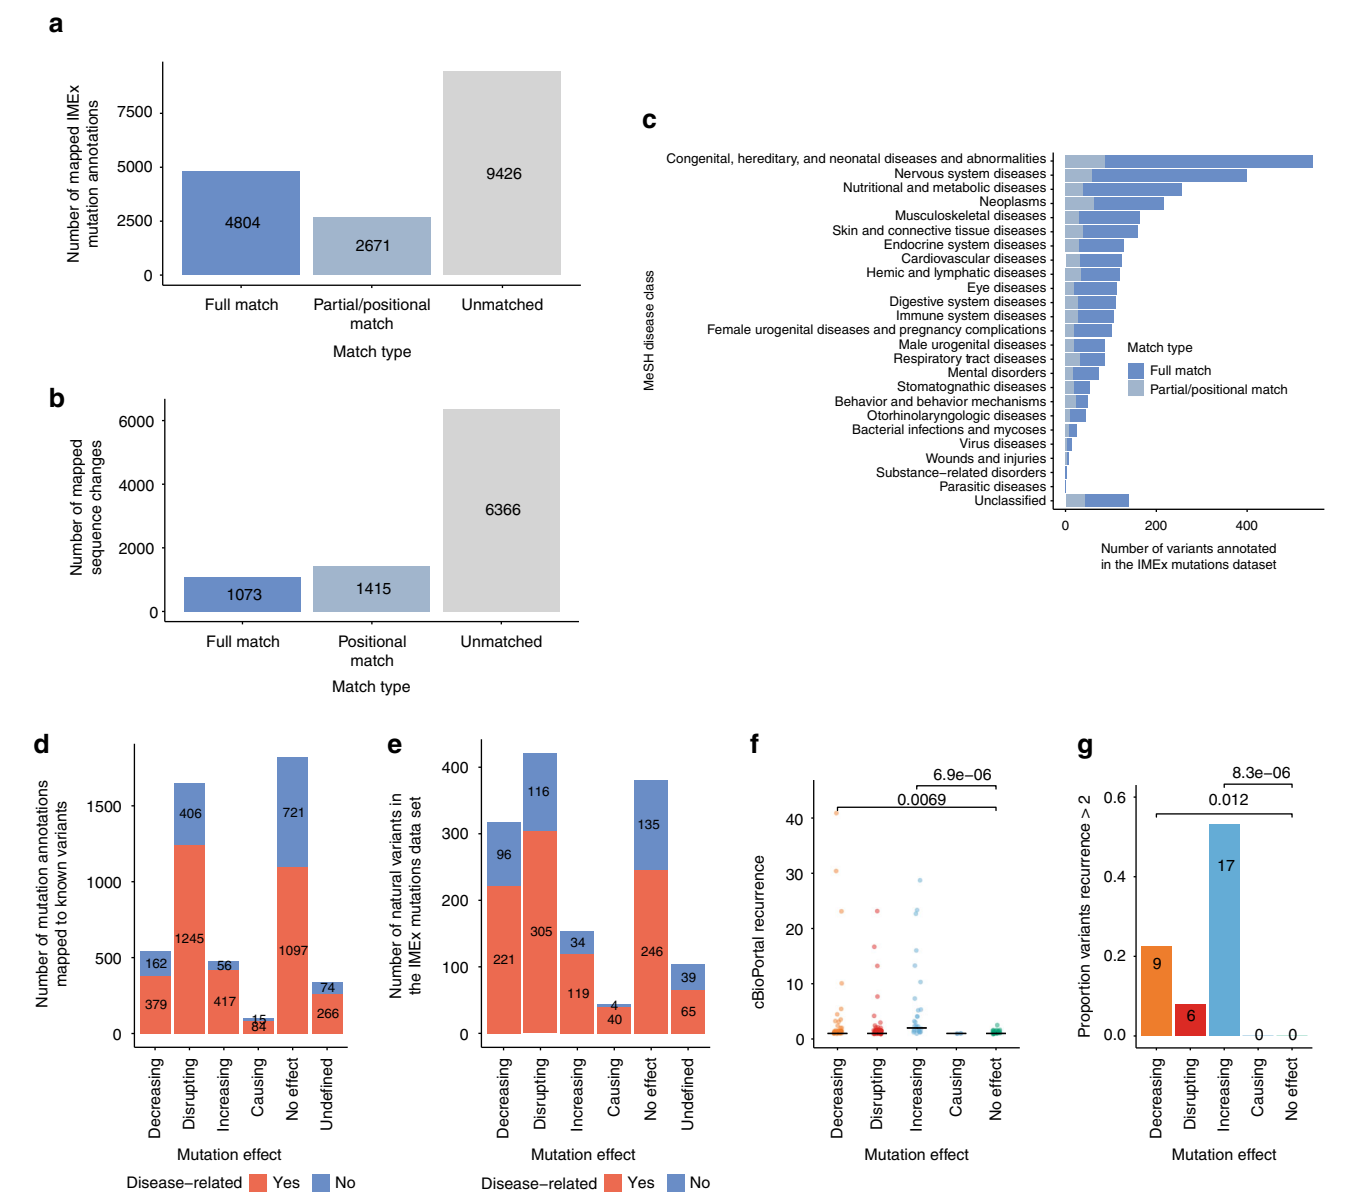 a
Number of mapped IMEx
mutation annotations
7500
5000
2500
0
4804
2671
9426
Full match
Partial/positional
match
Unmatched
Match type
b
Number of mapped
sequence changes
6000
4000
2000
0
1073
1415
6366
Full match
Positional
match
Unmatched
Match type
c
MeSH disease class
Congenital, hereditary, and neonatal diseases and abnormalities
Nervous system diseases
Nutritional and metabolic diseases
Neoplasms
Musculoskeletal diseases
Skin and connective tissue diseases
Endocrine system diseases
Cardiovascular diseases
Hemic and lymphatic diseases
Eye diseases
Digestive system diseases
Immune system diseases
Female urogenital diseases and pregnancy complications
Male urogenital diseases
Respiratory tract diseases
Mental disorders
Stomatognathic diseases
Behavior and behavior mechanisms
Otorhinolaryngologic diseases
Bacterial infections and mycoses
Virus diseases
Wounds and injuries
Substance−related disorders
Parasitic diseases
Unclassified
0 200 400
Number of variants annotated
in the IMEx mutations dataset
Match type
Full match
Partial/positional match
d
Number of mutation annotations
mapped to known variants
1500
1000
500
0
162
379
406
1245
56
417
15
84
721
1097
74
266
Decreasing
Disrupting
Increasing
Causing
No effect
Undefined
Mutation effect
Disease−related Yes No
e
Number of natural variants in
the IMEx mutations data set
400
300
200
100
0
96
221
116
305
34
119
4
40
135
246
39
65
Decreasing
Disrupting
Increasing
Causing
No effect
Undefined
Mutation effect
Disease−related Yes No
f
cBioPortal recurrence
40
30
20
10
0
6.9e−06
0.0069
Decreasing
Disrupting
Increasing
Causing
No effect
Mutation effect
g
Proportion variants recurrence > 2
0.6
0.4
0.2
0.0
8.3e−06
0.012
9
6
17
0
0
Decreasing
Disrupting
Increasing
Causing
No effect
Mutation effect